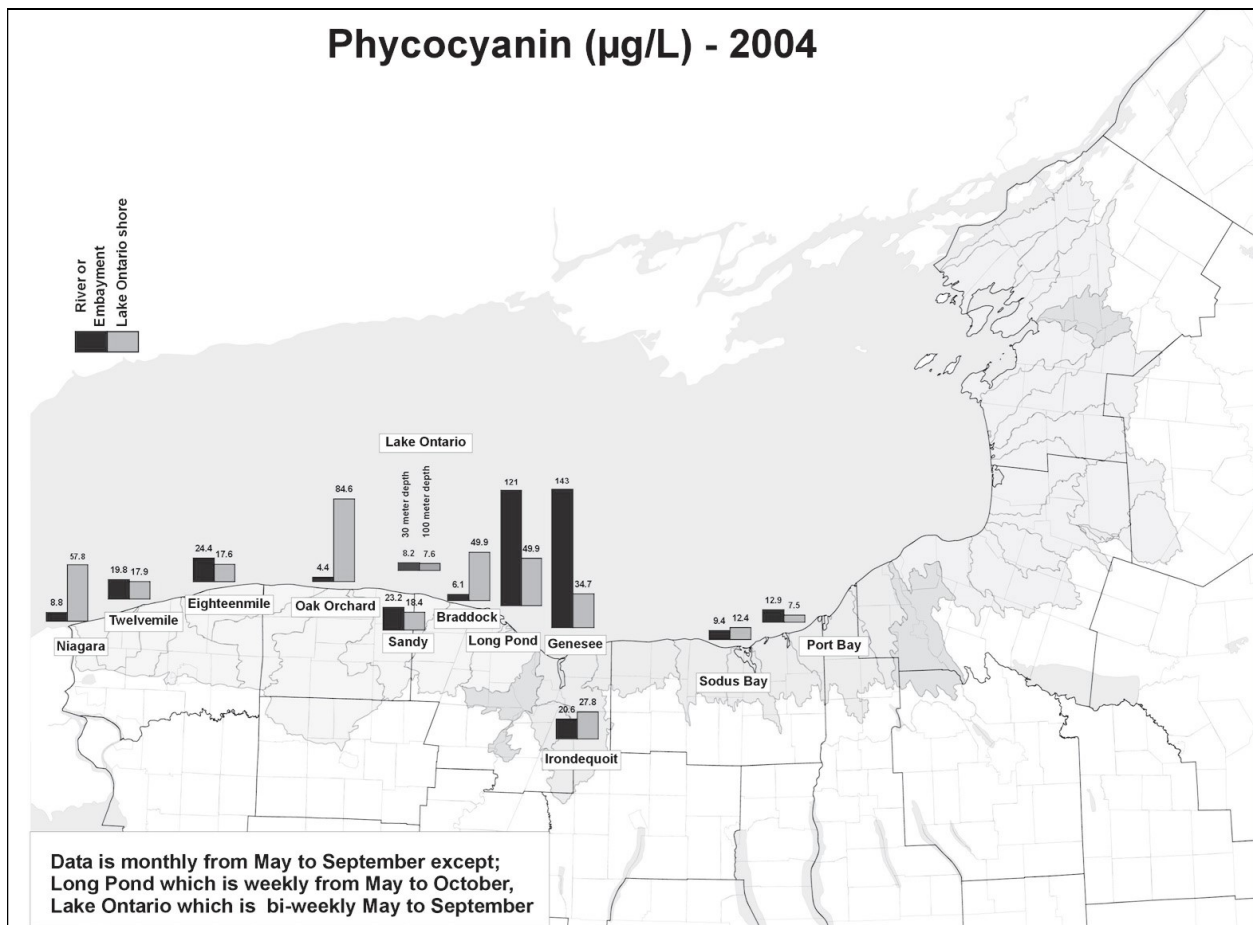 Phycocyanin (µg/L) - 2004
River or
Embayment
Lake Ontario shore
Lake Ontario
30 meter depth
100 meter depth
8.2 7.6
57.8
8.8
Niagara
19.8 17.9
Twelvemile
24.4 17.6
Eighteenmile
84.6
4.4
Oak Orchard
23.2 18.4
Sandy
49.9
6.1
Braddock
121
49.9
Long Pond
143
34.7
Genesee
20.6 27.8
Irondequoit
9.4 12.4
Sodus Bay
12.9 7.5
Port Bay
Data is monthly from May to September except;
Long Pond which is weekly from May to October,
Lake Ontario which is bi-weekly May to September